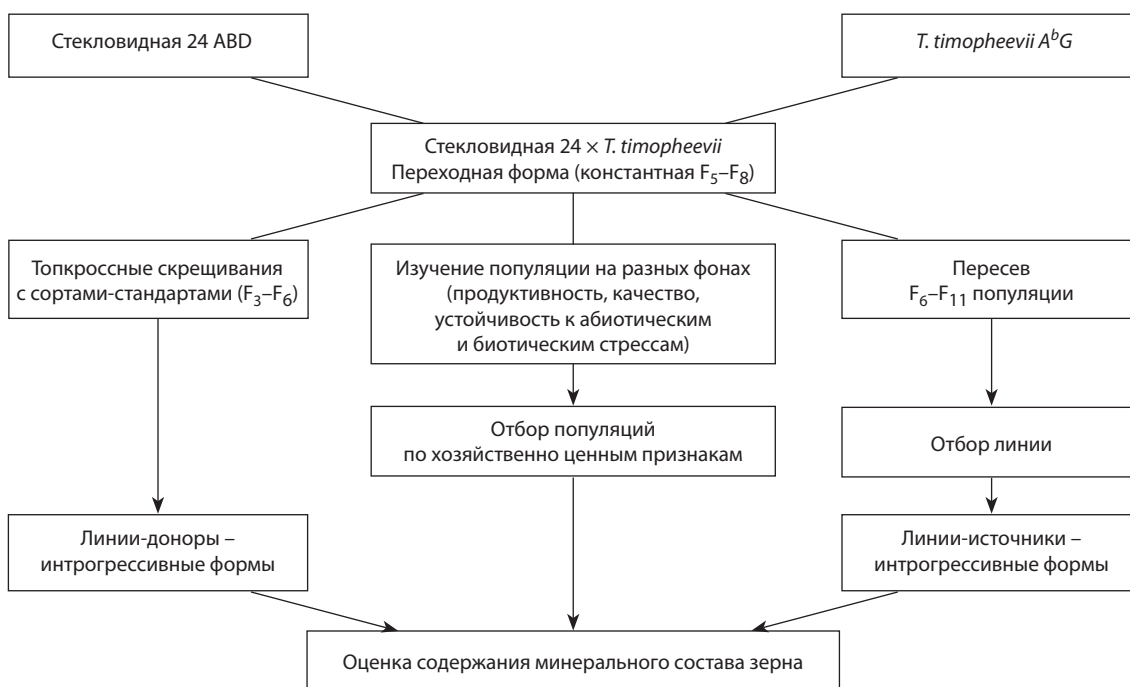 Стекловидная 24 ABD
T. timopheevii AᵇG
Стекловидная 24 × T. timopheevii
Переходная форма (константная F₅–F₈)
Топкроссные скрещивания
с сортами-стандартами (F₃–F₆)
Изучение популяции на разных фонах
(продуктивность, качество,
устойчивость к абиотическим
и биотическим стрессам)
Пересев
F₆–F₁₁ популяции
Отбор популяций
по хозяйственно ценным признакам
Отбор линии
Линии-доноры –
интрогрессивные формы
Линии-источники –
интрогрессивные формы
Оценка содержания минерального состава зерна